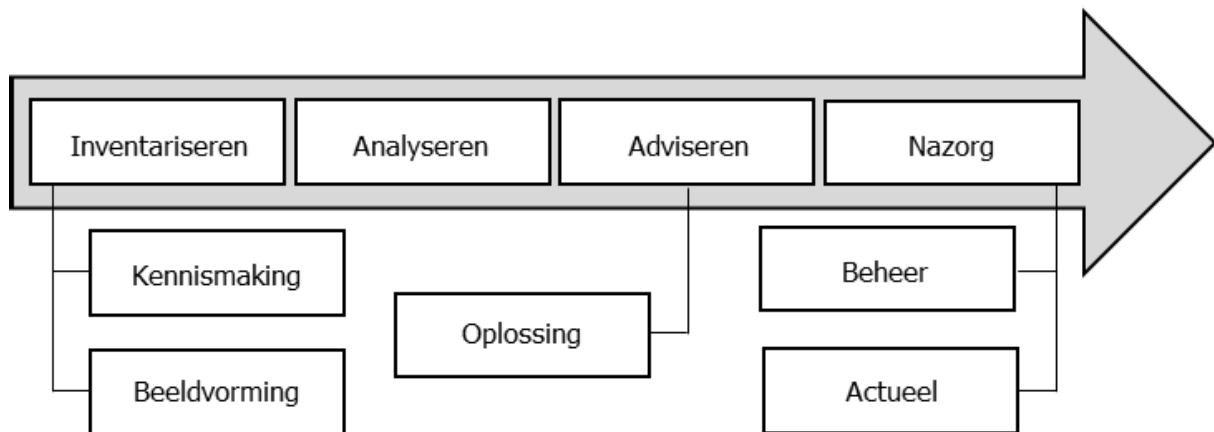 Inventariseren
Analyseren
Adviseren
Nazorg
Kennismaking
Beheer
Oplossing
Beeldvorming
Actueel